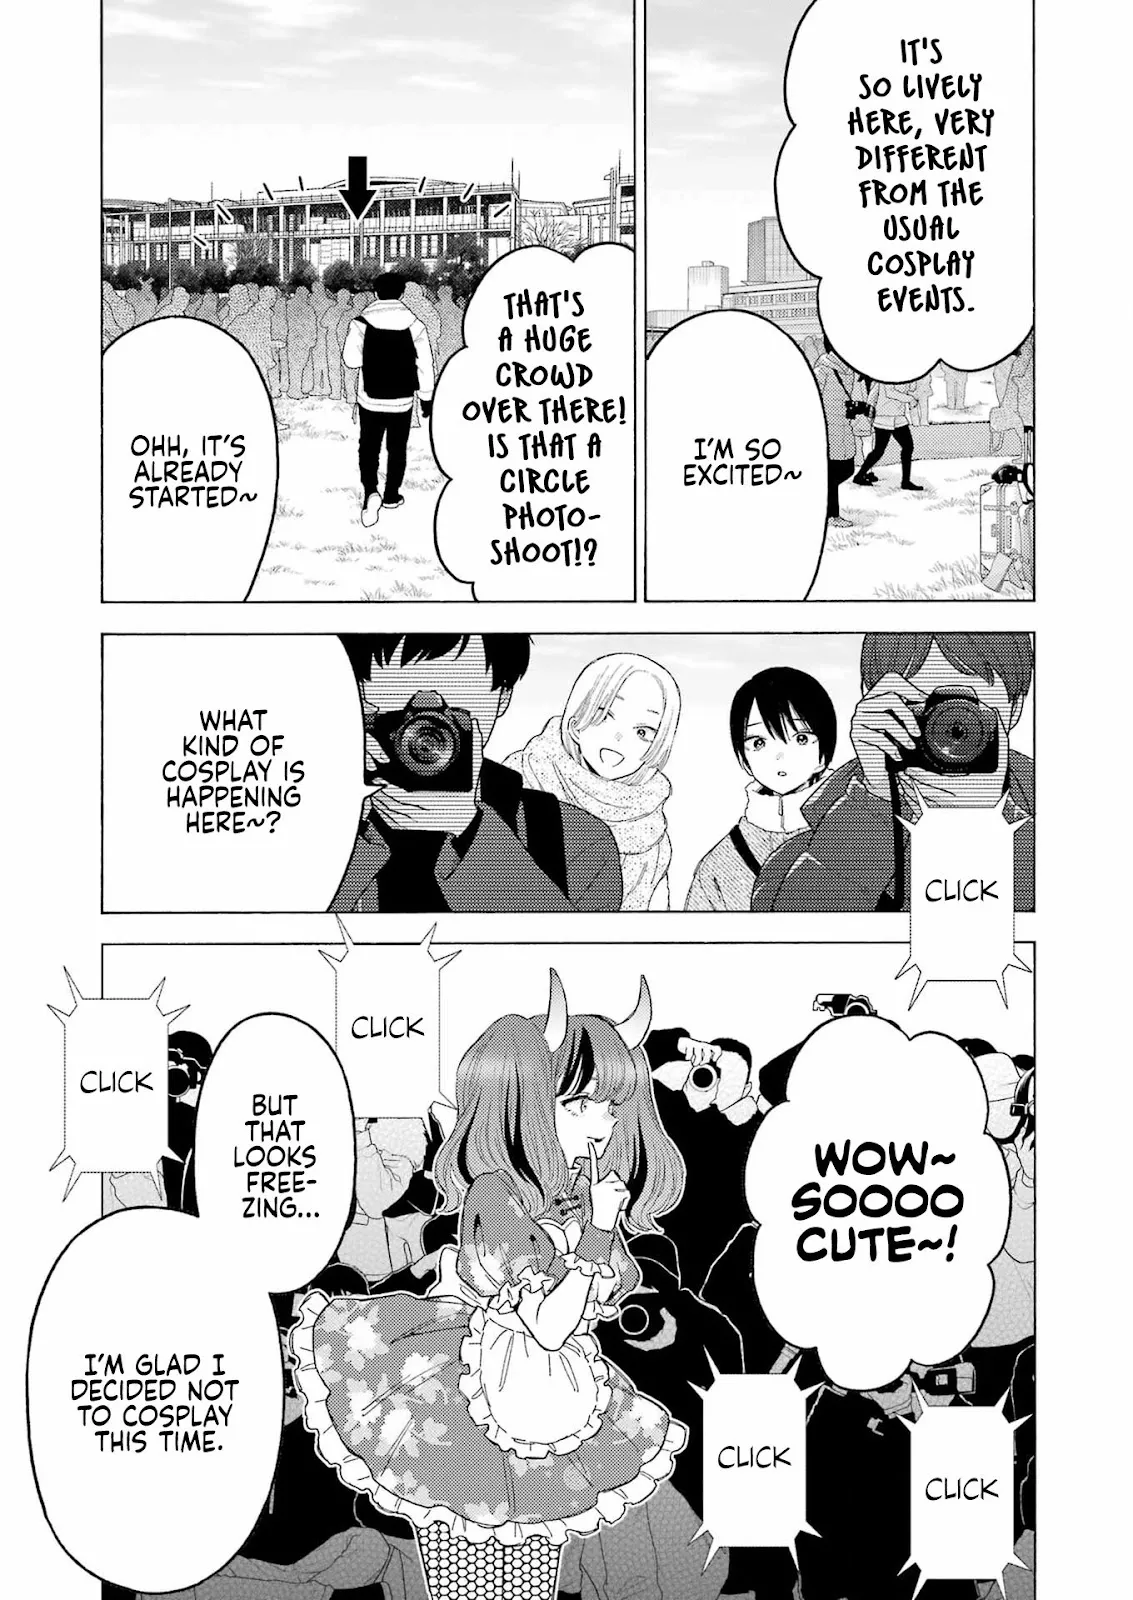 IT'S
SO LIVELY
HERE, VERY
DIFFERENT
FROM THE
USUAL
COSPLAY
EVENTS.
I'M SO
EXCITED~
THAT'S
A HUGE
CROWD
OVER THERE!
IS THAT A
CIRCLE
PHOTO-
SHOOT!?
OHH, IT'S
ALREADY
STARTED~
WHAT
KIND OF
COSPLAY IS
HAPPENING
HERE~?
CLICK
WOW~
SOOOO
CUTE~!
CLICK
CLICK
BUT
THAT
LOOKS
FREE-
ZING...
I'M GLAD I
DECIDED NOT
TO COSPLAY
THIS TIME.
CLICK
CLICK